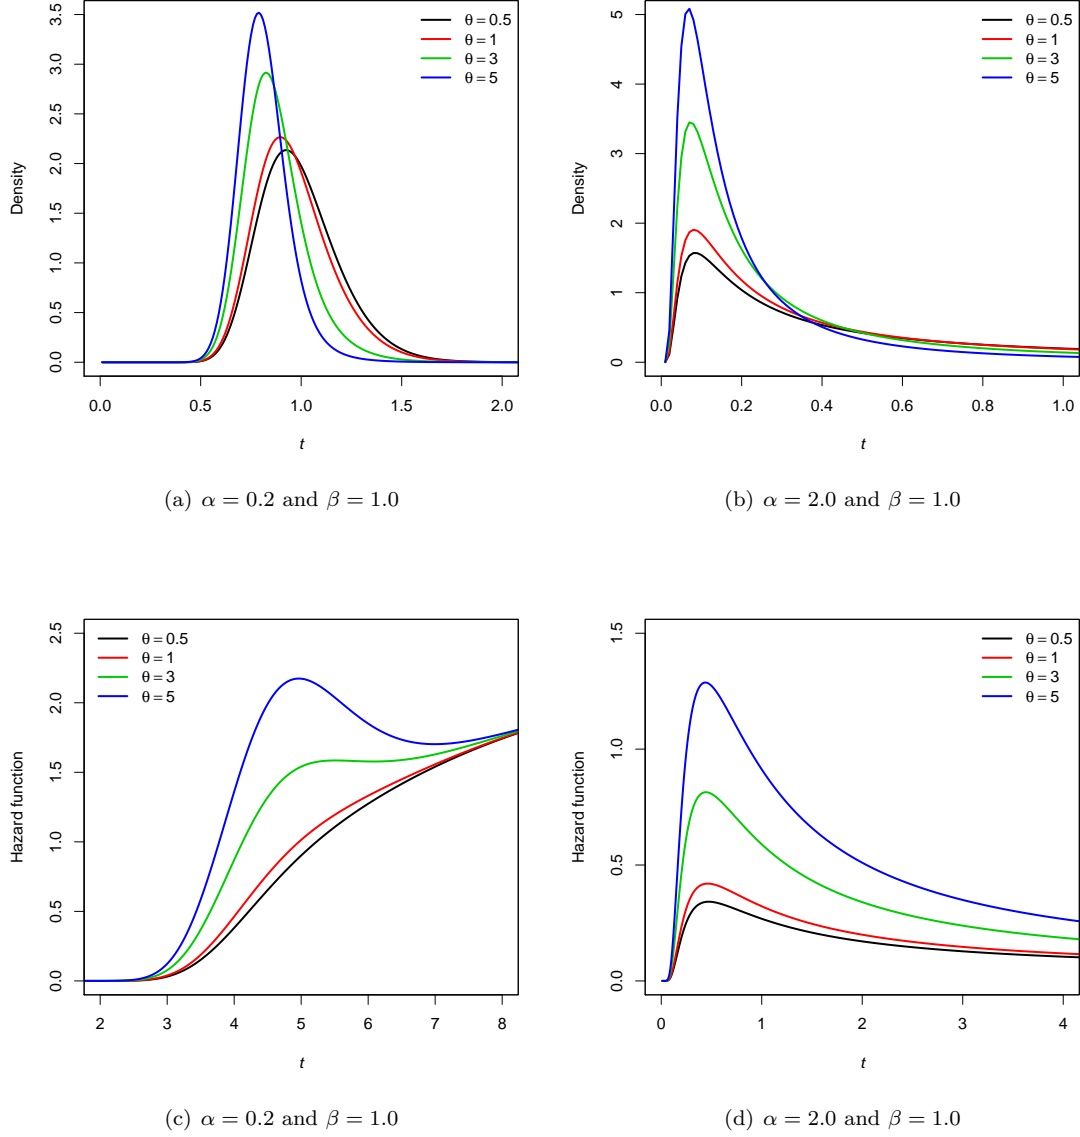 θ = 0.5
θ = 1
θ = 3
θ = 5
Density
0.0 0.5 1.0 1.5 2.0 2.5 3.0 3.5
0.0 0.5 1.0 1.5 2.0
t
(a) α = 0.2 and β = 1.0
θ = 0.5
θ = 1
θ = 3
θ = 5
Density
0 1 2 3 4 5
0.0 0.2 0.4 0.6 0.8 1.0
t
(b) α = 2.0 and β = 1.0
θ = 0.5
θ = 1
θ = 3
θ = 5
Hazard function
0.0 0.5 1.0 1.5 2.0 2.5
2 3 4 5 6 7 8
t
(c) α = 0.2 and β = 1.0
θ = 0.5
θ = 1
θ = 3
θ = 5
Hazard function
0.0 0.5 1.0 1.5
0 1 2 3 4
t
(d) α = 2.0 and β = 1.0